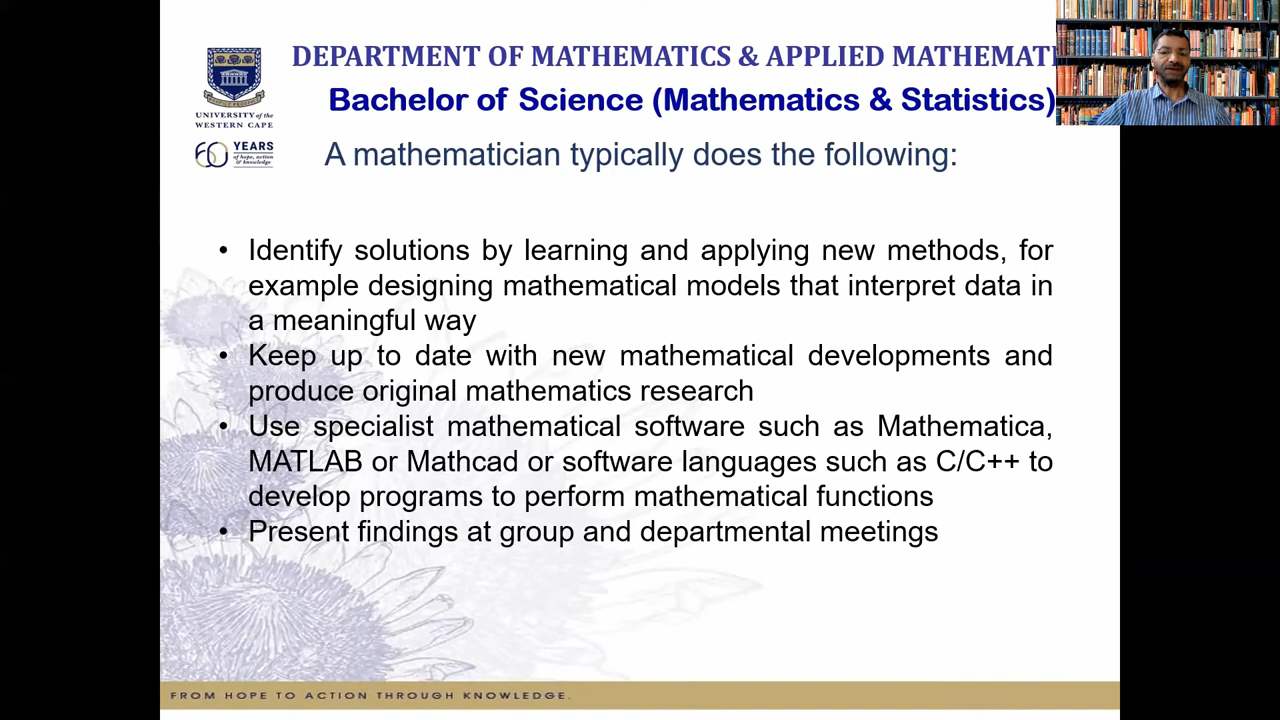 DEPARTMENT OF MATHEMATICS & APPLIED MATHEMATI
Bachelor of Science (Mathematics & Statistics)
UNIVERSITY of the
WESTERN CAPE
60 YEARS
of hope, action
& knowledge
A mathematician typically does the following:
• Identify solutions by learning and applying new methods, for
example designing mathematical models that interpret data in
a meaningful way
• Keep up to date with new mathematical developments and
produce original mathematics research
• Use specialist mathematical software such as Mathematica,
MATLAB or Mathcad or software languages such as C/C++ to
develop programs to perform mathematical functions
• Present findings at group and departmental meetings
FROM HOPE TO ACTION THROUGH KNOWLEDGE.